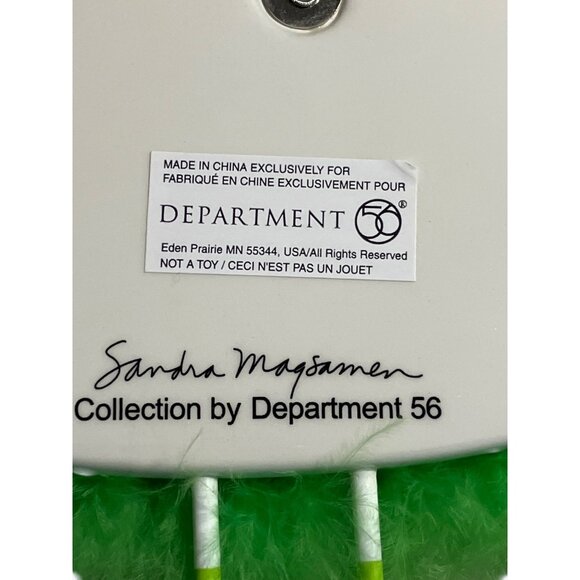 MADE IN CHINA EXCLUSIVELY FOR
FABRIQUÉ EN CHINE EXCLUSIVEMENT POUR
DEPARTMENT 56®
Eden Prairie MN 55344, USA/All Rights Reserved
NOT A TOY / CECI N'EST PAS UN JOUET
Sandra Magsamen
Collection by Department 56